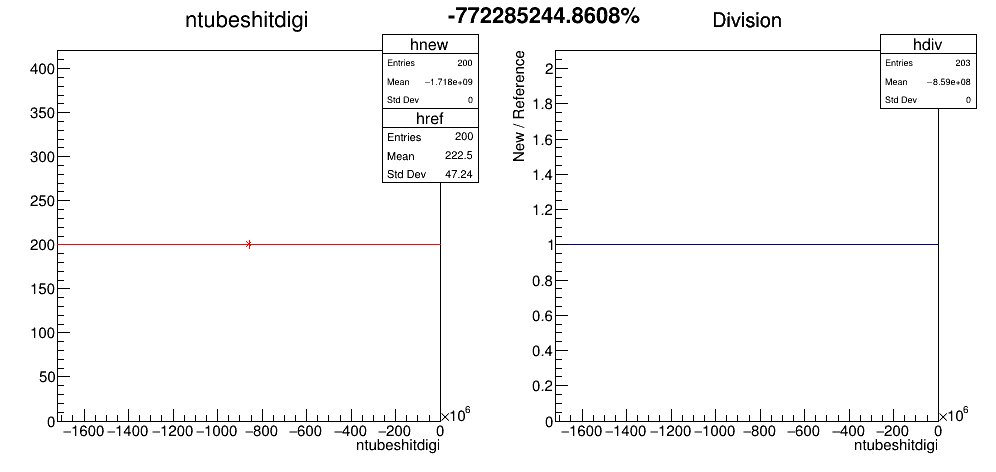 -772285244.8608%
ntubeshitdigi
hnew
Entries 200
Mean −1.718e+09
Std Dev 0
href
Entries 200
Mean 222.5
Std Dev 47.24
400
350
300
250
200
150
100
50
0
−1600 −1400 −1200 −1000 −800 −600 −400 −200 0
×10⁶
ntubeshitdigi
Division
hdiv
Entries 203
Mean −8.59e+08
Std Dev 0
New / Reference
2
1.8
1.6
1.4
1.2
1
0.8
0.6
0.4
0.2
0
−1600 −1400 −1200 −1000 −800 −600 −400 −200 0
×10⁶
ntubeshitdigi